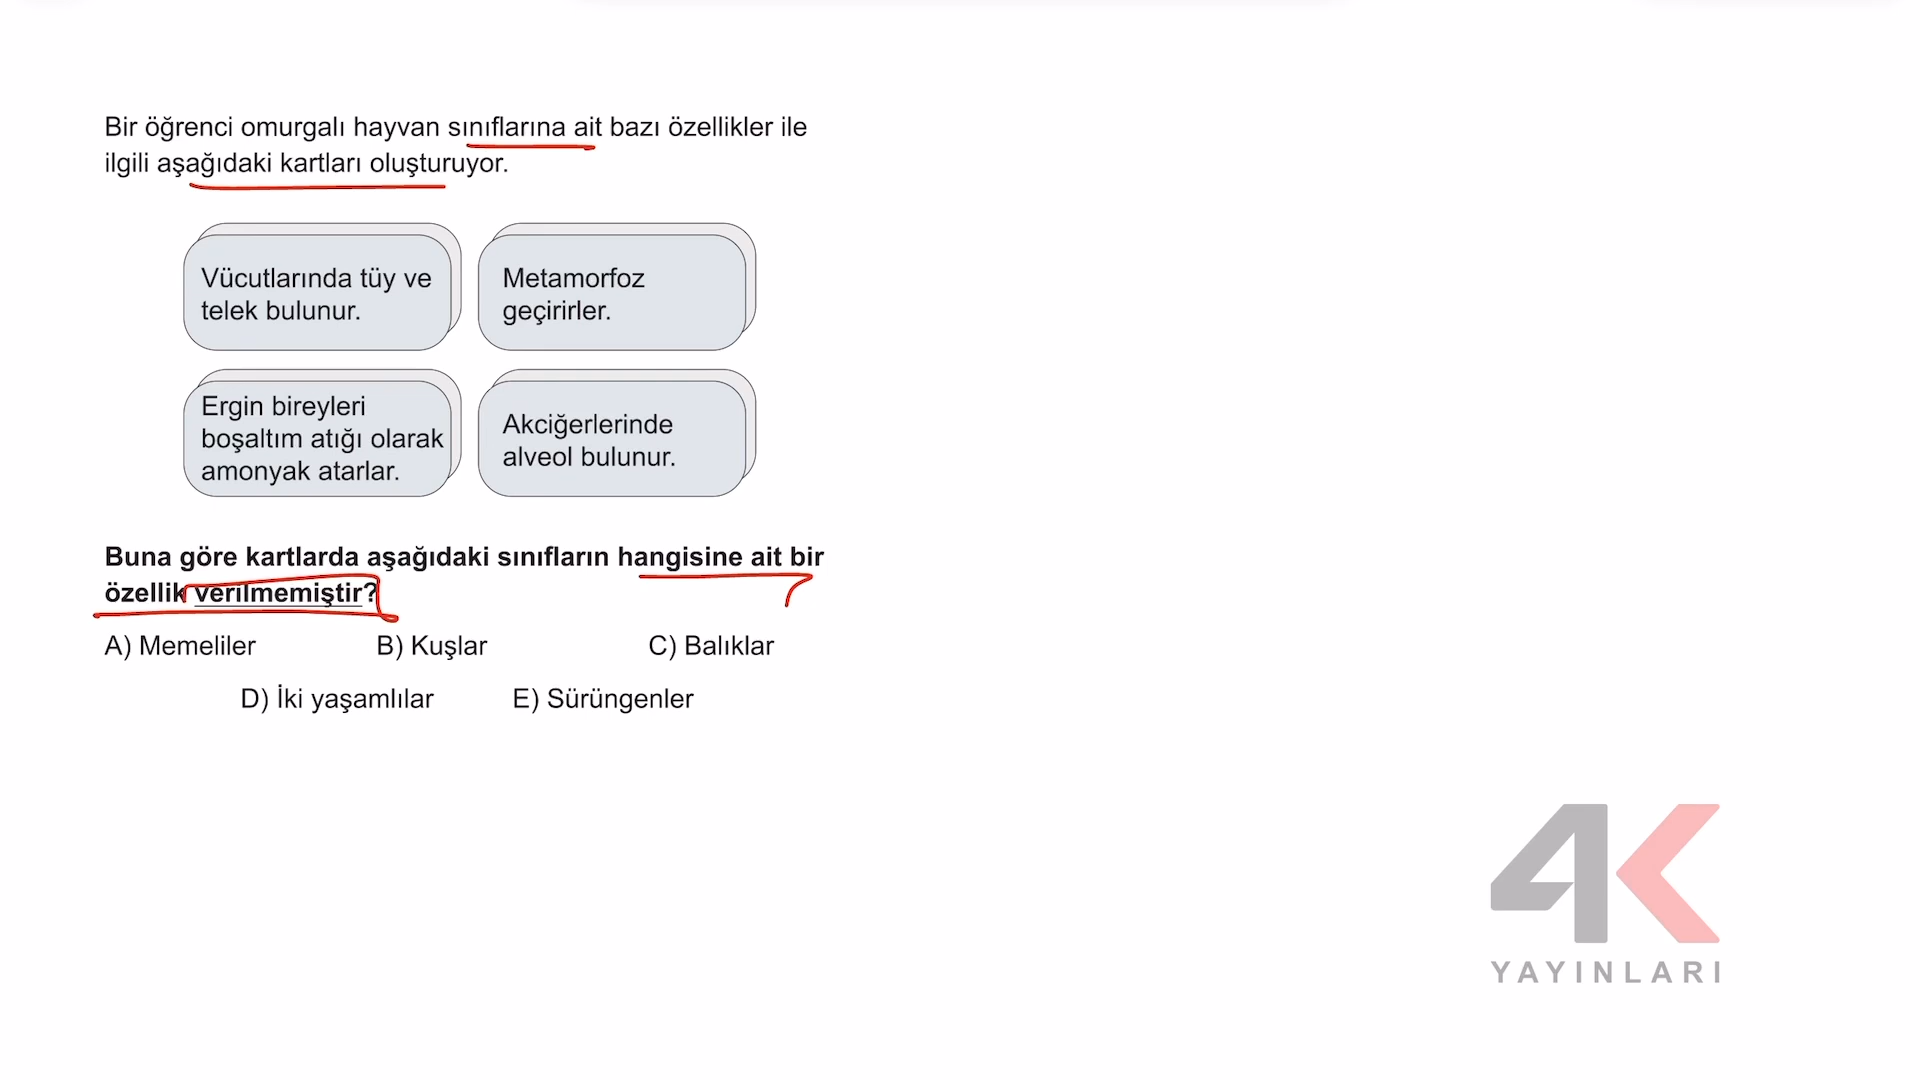 Bir öğrenci omurgalı hayvan sınıflarına ait bazı özellikler ile
ilgili aşağıdaki kartları oluşturuyor.
Vücutlarında tüy ve
telek bulunur.
Metamorfoz
geçirirler.
Ergin bireyleri
boşaltım atığı olarak
amonyak atarlar.
Akciğerlerinde
alveol bulunur.
Buna göre kartlarda aşağıdaki sınıfların hangisine ait bir
özellik verilmemiştir?
A) Memeliler B) Kuşlar C) Balıklar
D) İki yaşamlılar E) Sürüngenler
4K
YAYINLARI